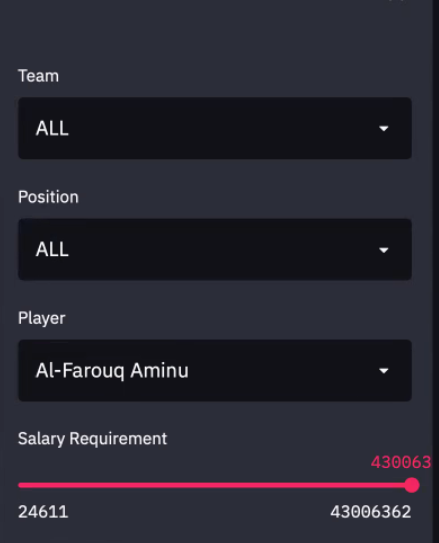 Team
ALL
Position
ALL
Player
Al-Farouq Aminu
Salary Requirement
430063
24611
43006362